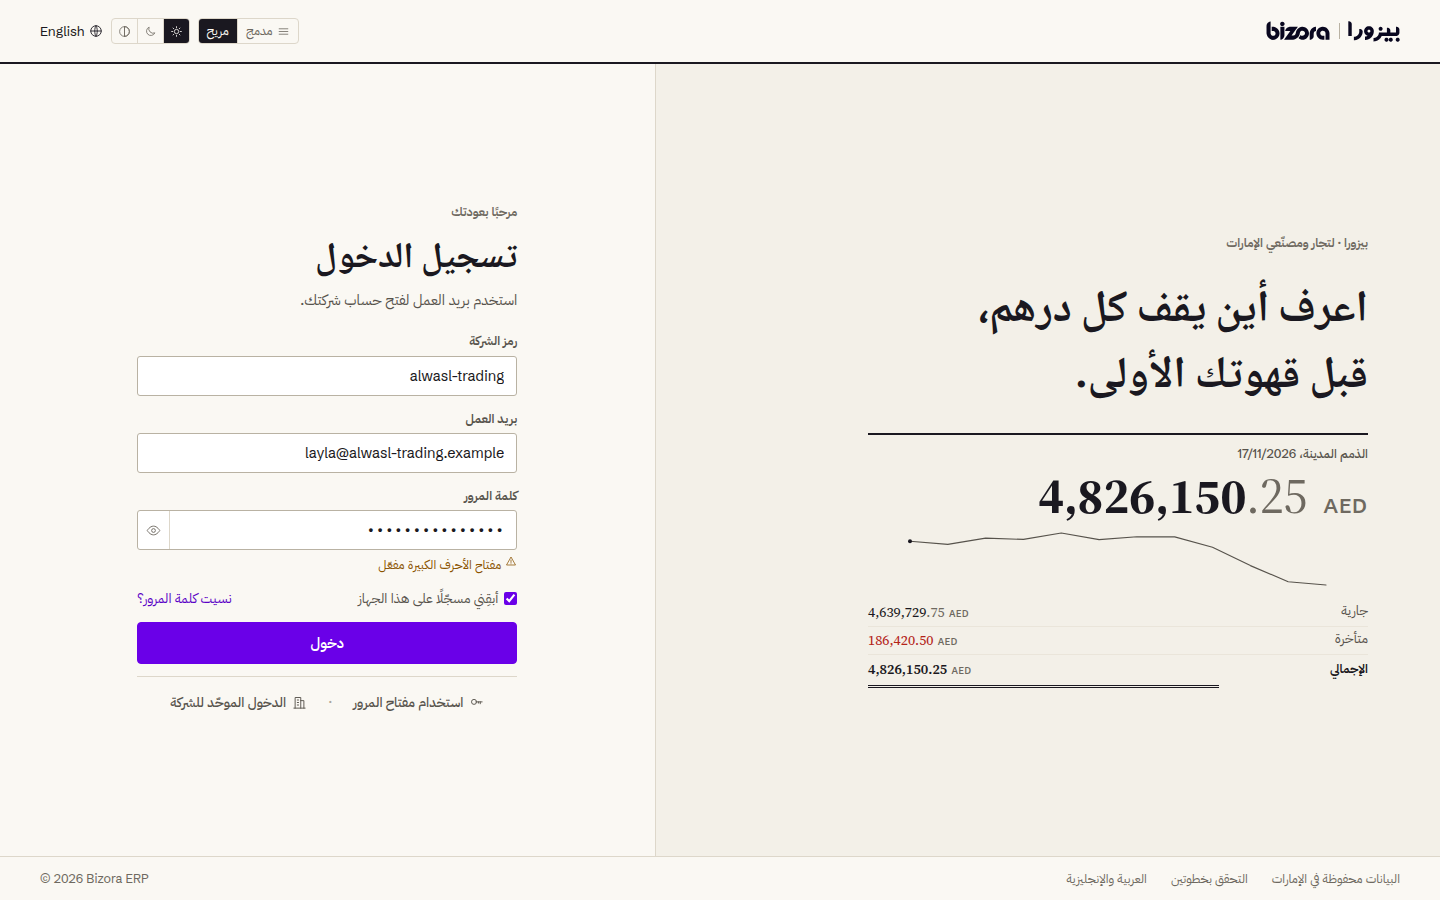 بيزورا | bizora
مدمج
مريح
English
بيزورا · لتجار ومصنّعي الإمارات
اعرف أين يقف كل درهم،
قبل قهوتك الأولى.
الذمم المدينة، 17/11/2026
4,826,150.25 AED
جارية 4,639,729.75 AED
متأخرة 186,420.50 AED
الإجمالي 4,826,150.25 AED
مرحبًا بعودتك
تسجيل الدخول
استخدم بريد العمل لفتح حساب شركتك.
رمز الشركة
alwasl-trading
بريد العمل
layla@alwasl-trading.example
كلمة المرور
•••••••••••••••
مفتاح الأحرف الكبيرة مفعّل
أبقِني مسجّلًا على هذا الجهاز
نسيت كلمة المرور؟
دخول
استخدام مفتاح المرور · الدخول الموحّد للشركة
البيانات محفوظة في الإمارات
التحقق بخطوتين
العربية والإنجليزية
© 2026 Bizora ERP